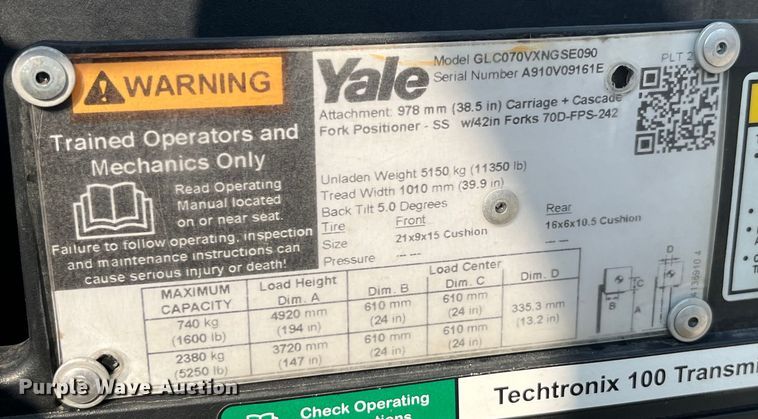 WARNING
Trained Operators and
Mechanics Only
Read Operating
Manual located
on or near seat.
Failure to follow operating, inspection
and maintenance instructions can
cause serious injury or death!
Yale
Model GLC070VXNGSE090
Serial Number A910V09161E
PLT 2
Attachment: 978 mm (38.5 in) Carriage + Cascade
Fork Positioner - SS w/42in Forks 70D-FPS-242
Unladen Weight 5150 kg (11350 lb)
Tread Width 1010 mm (39.9 in)
Back Tilt 5.0 Degrees
Tire Front Rear
Size 21x9x15 Cushion 16x6x10.5 Cushion
Pressure --- --- --- ---
MAXIMUM CAPACITY Load Height Dim. A Dim. B Load Center Dim. C Dim. D
740 kg (1600 lb) 4920 mm (194 in) 610 mm (24 in) 610 mm (24 in) 335.3 mm (13.2 in)
2380 kg (5250 lb) 3720 mm (147 in) 610 mm (24 in) 610 mm (24 in)
B C A D
Check Operating
Techtronix 100 Transmi
Purple Wave Auction